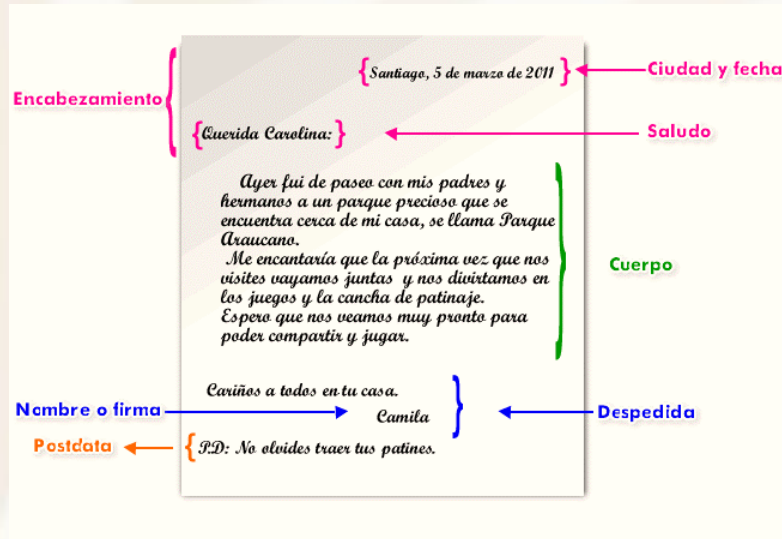 Santiago, 5 de marzo de 2011
Ciudad y fecha
Encabezamiento
Querida Carolina:
Saludo
Ayer fui de paseo con mis padres y
hermanos a un parque precioso que se
encuentra cerca de mi casa, se llama Parque
Araucano.
Me encantaría que la próxima vez que nos
visites vayamos juntas y nos divirtamos en
los juegos y la cancha de patinaje.
Espero que nos veamos muy pronto para
poder compartir y jugar.
Cuerpo
Cariños a todos en tu casa.
Nombre o firma
Camila
Despedida
Postdata
P.D: No olvides traer tus patines.